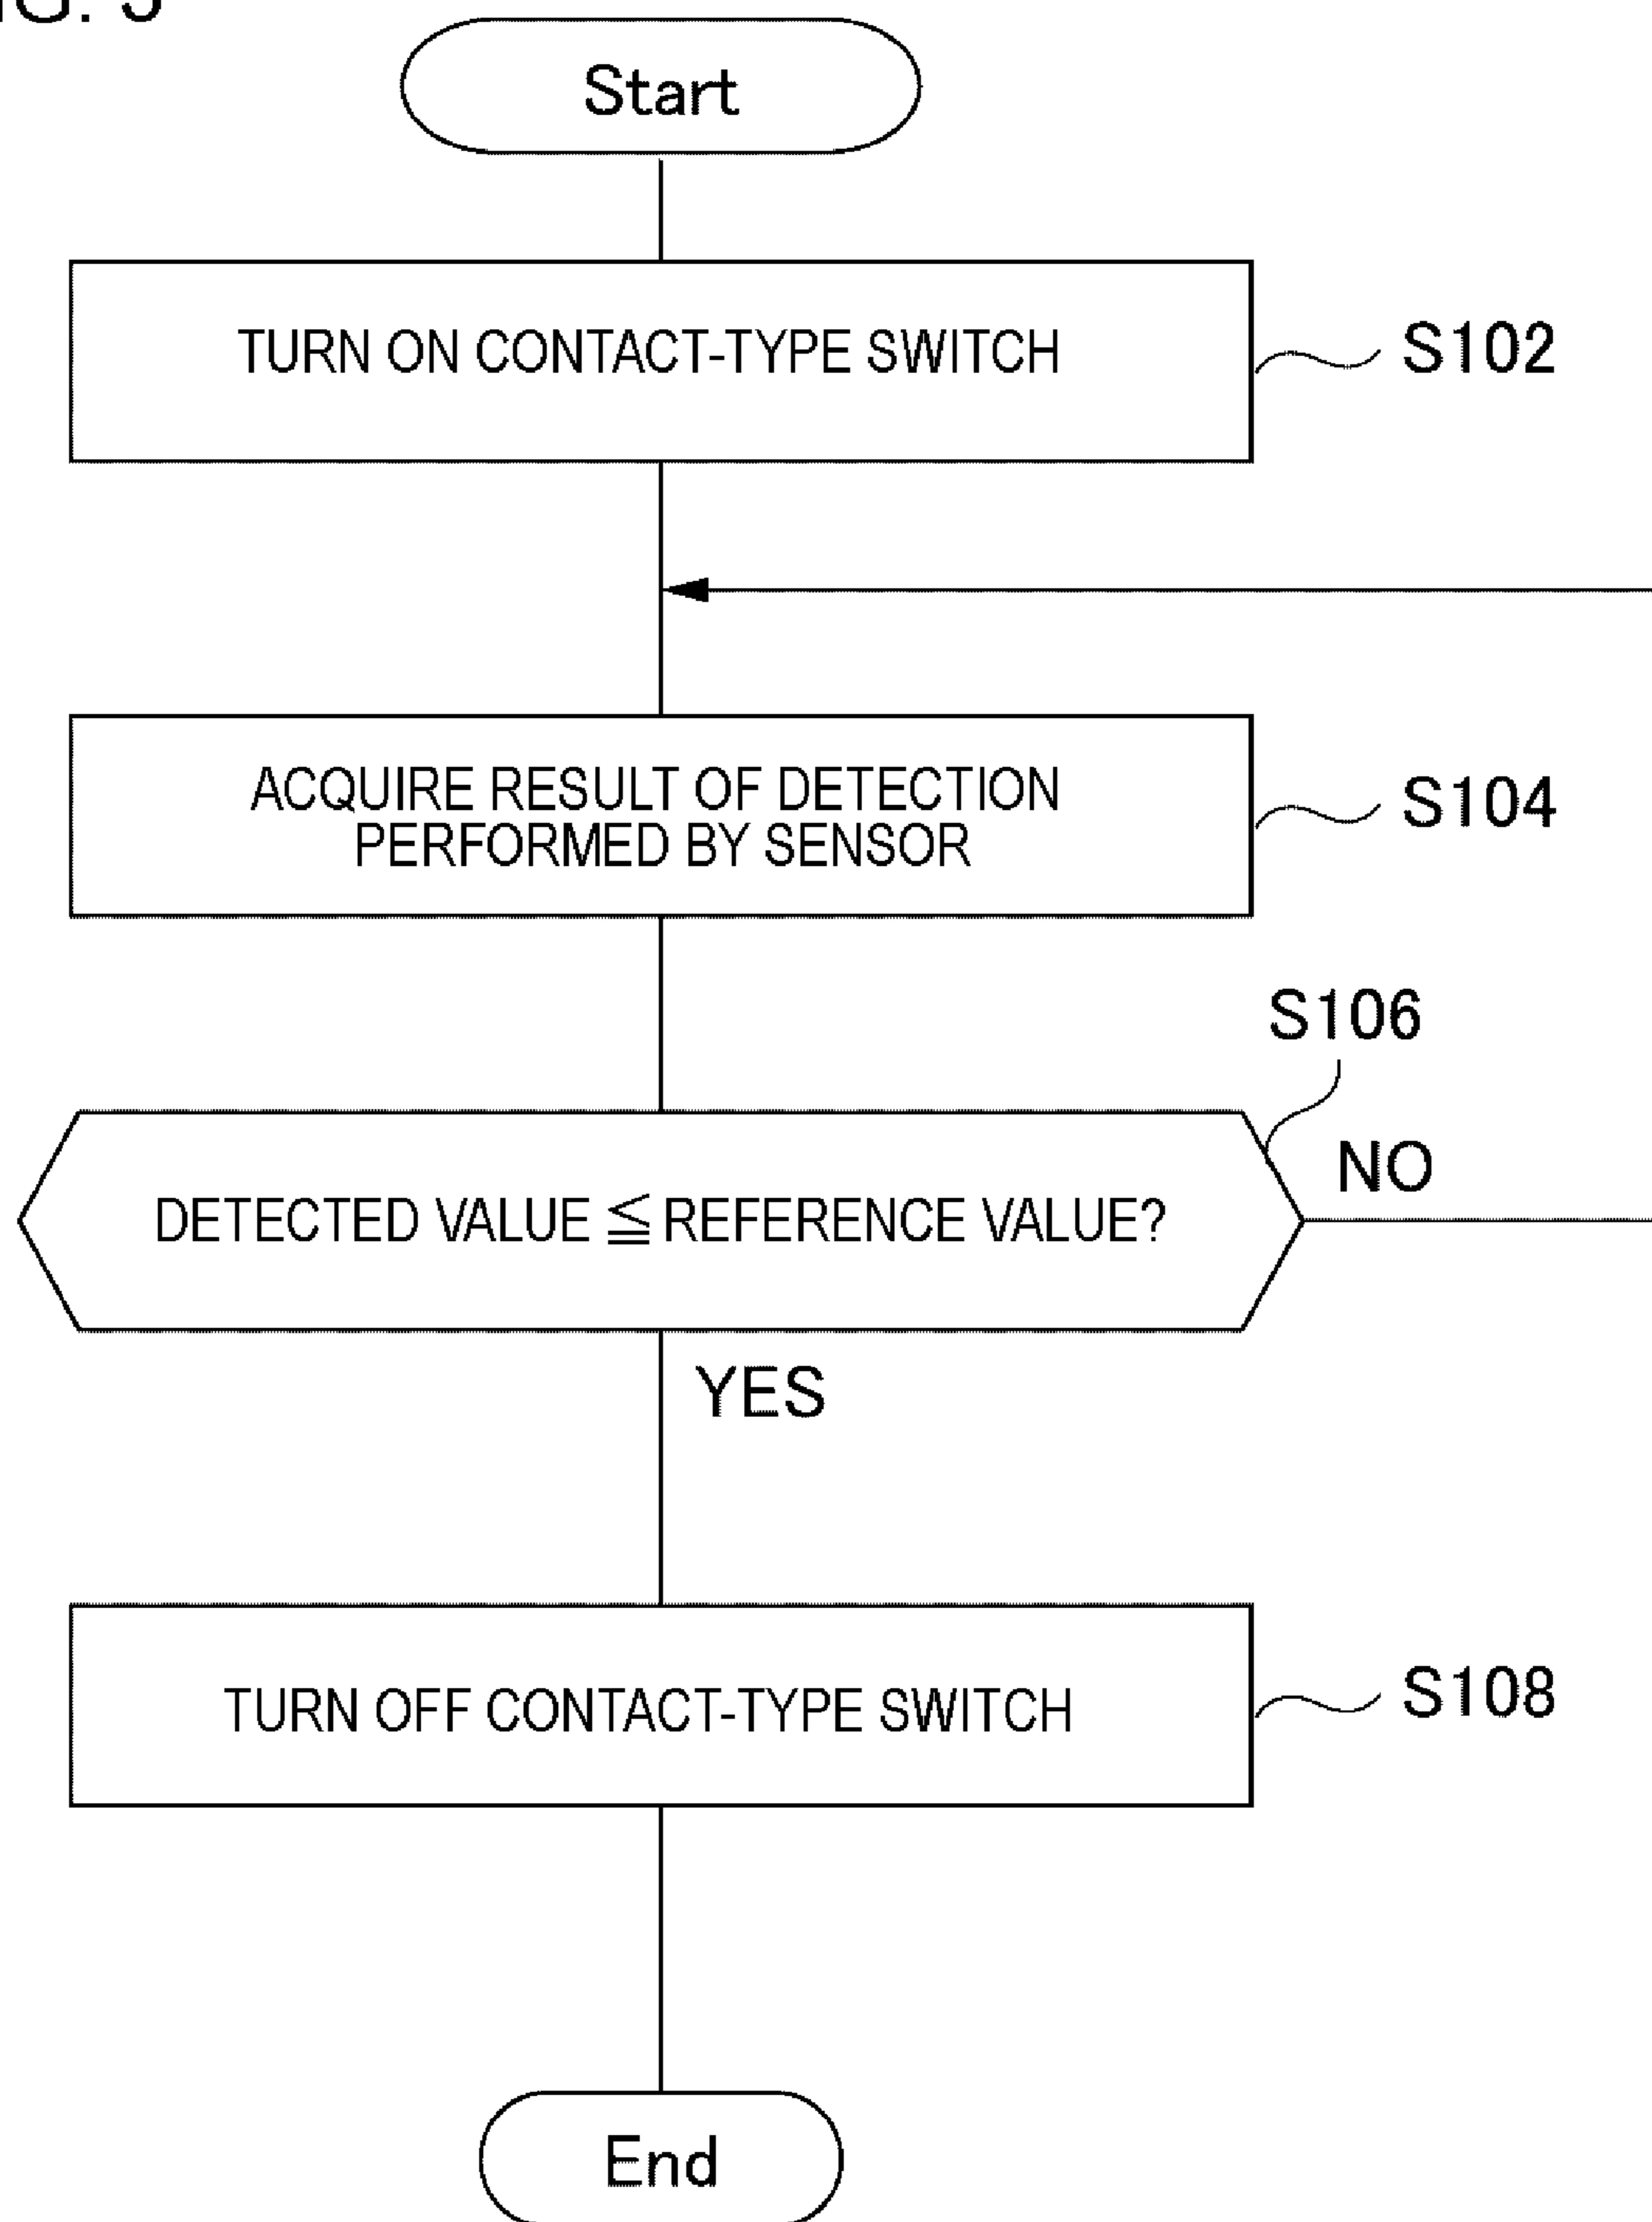 Start
TURN ON CONTACT-TYPE SWITCH
S102
ACQUIRE RESULT OF DETECTION
PERFORMED BY SENSOR
S104
S106
DETECTED VALUE ≦ REFERENCE VALUE?
NO
YES
TURN OFF CONTACT-TYPE SWITCH
S108
End